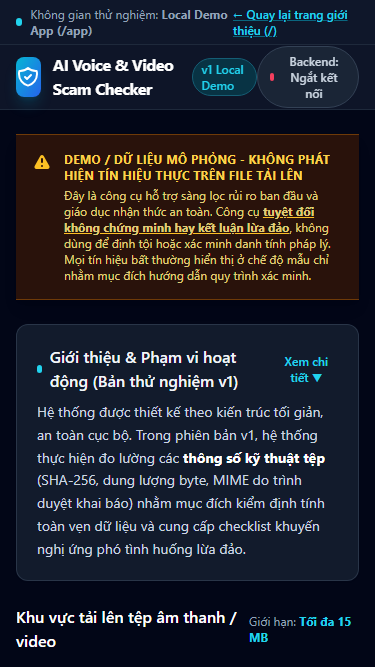 Không gian thử nghiệm: Local Demo App (/app)
← Quay lại trang giới thiệu (/)
AI Voice & Video Scam Checker
v1 Local Demo
Backend: Ngắt kết nối
DEMO / DỮ LIỆU MÔ PHỎNG - KHÔNG PHÁT
HIỆN TÍN HIỆU THỰC TRÊN FILE TẢI LÊN
Đây là công cụ hỗ trợ sàng lọc rủi ro ban đầu và
giáo dục nhận thức an toàn. Công cụ tuyệt đối
không chứng minh hay kết luận lừa đảo, không
dùng để định tội hoặc xác minh danh tính pháp lý.
Mọi tín hiệu bất thường hiển thị ở chế độ mẫu chỉ
nhằm mục đích hướng dẫn quy trình xác minh.
Giới thiệu & Phạm vi hoạt
động (Bản thử nghiệm v1)
Xem chi
tiết ▼
Hệ thống được thiết kế theo kiến trúc tối giản,
an toàn cục bộ. Trong phiên bản v1, hệ thống
thực hiện đo lường các thông số kỹ thuật tệp
(SHA-256, dung lượng byte, MIME do trình
duyệt khai báo) nhằm mục đích kiểm định tính
toàn vẹn dữ liệu và cung cấp checklist khuyến
nghị ứng phó tình huống lừa đảo.
Khu vực tải lên tệp âm thanh /
video
Giới hạn: Tối đa 15
MB